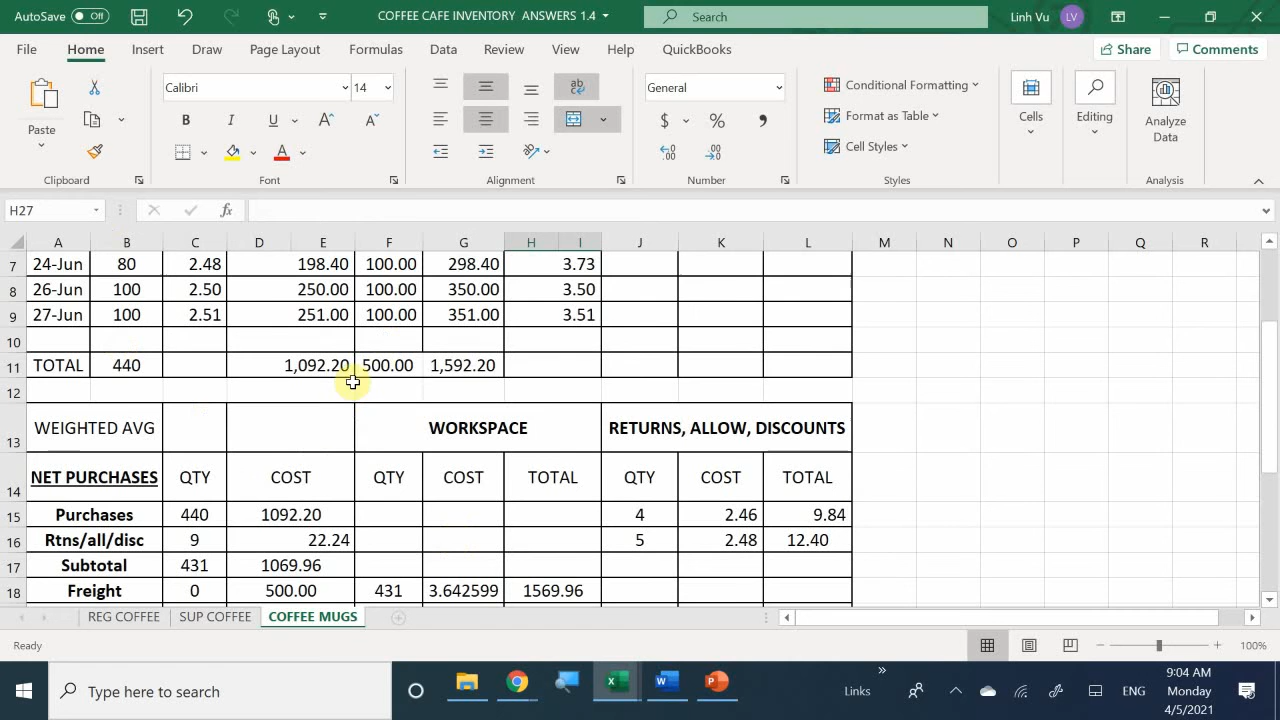 AutoSave Off COFFEE CAFE INVENTORY ANSWERS 1.4 Search Linh Vu LV
File Home Insert Draw Page Layout Formulas Data Review View Help QuickBooks Share Comments
Calibri 14 General
Paste B I U A A A $ % 9 Conditional Formatting Format as Table Cell Styles Cells Editing Analyze Data
Clipboard Font Alignment Number Styles Analysis
H27 fx
A B C D E F G H I J K L M N O P Q R
7 24-Jun 80 2.48 198.40 100.00 298.40 3.73
8 26-Jun 100 2.50 250.00 100.00 350.00 3.50
9 27-Jun 100 2.51 251.00 100.00 351.00 3.51
10
11 TOTAL 440 1,092.20 500.00 1,592.20
12
13 WEIGHTED AVG WORKSPACE RETURNS, ALLOW, DISCOUNTS
14 NET PURCHASES QTY COST QTY COST TOTAL QTY COST TOTAL
15 Purchases 440 1092.20 4 2.46 9.84
16 Rtns/all/disc 9 22.24 5 2.48 12.40
17 Subtotal 431 1069.96
18 Freight 0 500.00 431 3.642599 1569.96
REG COFFEE SUP COFFEE COFFEE MUGS
Ready 100%
Type here to search Links ENG 9:04 AM
Monday
4/5/2021